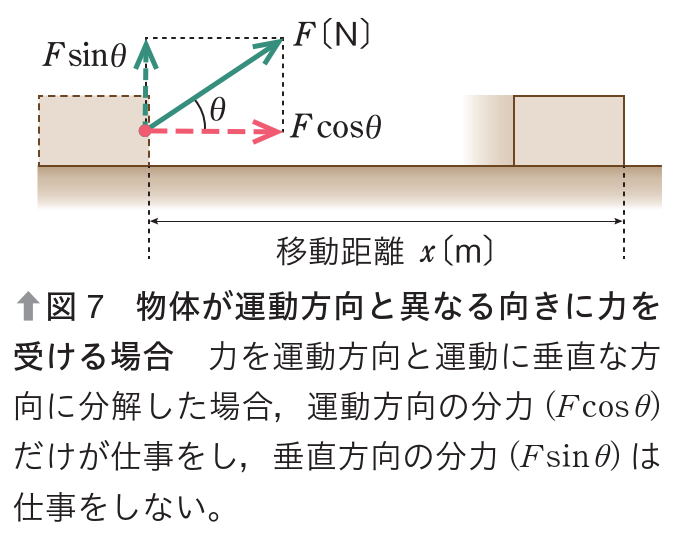 F〔N〕
F sinθ
θ
F cosθ
移動距離 x〔m〕
⬆図7　物体が運動方向と異なる向きに力を
受ける場合　力を運動方向と運動に垂直な方
向に分解した場合，運動方向の分力（F cos θ）
だけが仕事をし，垂直方向の分力（F sin θ）は
仕事をしない。